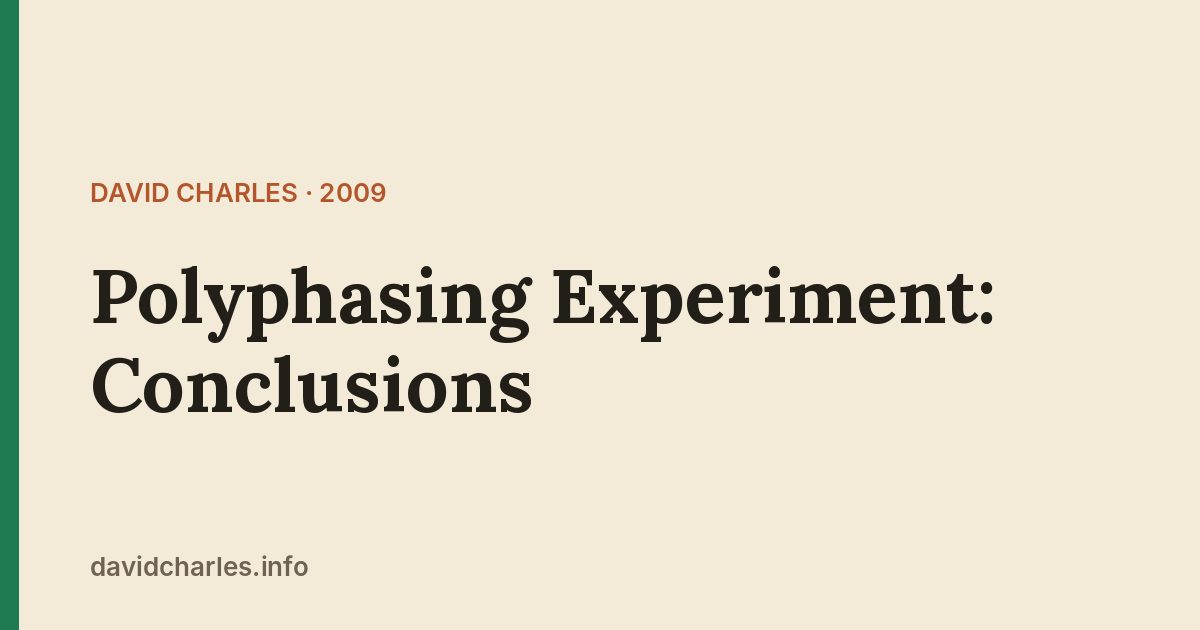 DAVID CHARLES · 2009
Polyphasing Experiment:
Conclusions
davidcharles.info